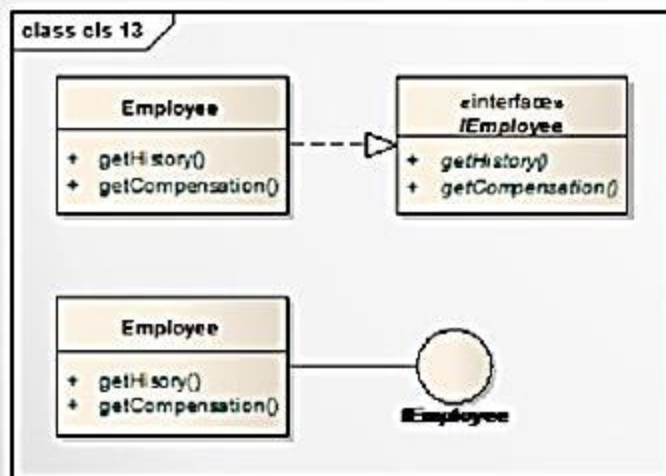 class cls 13
Employee
+ getHistory()
+ getCompensation()
«interface»
IEmployee
+ getHistory()
+ getCompensation()
Employee
+ getHisory()
+ getCompensation()
IEmployee